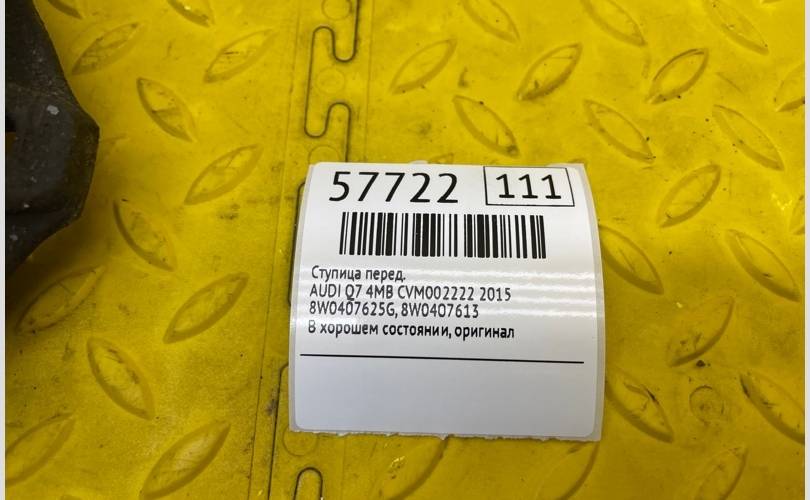 57722 111
Ступица перед.
AUDI Q7 4MB CVM002222 2015
8W0407625G, 8W0407613
В хорошем состоянии, оригинал